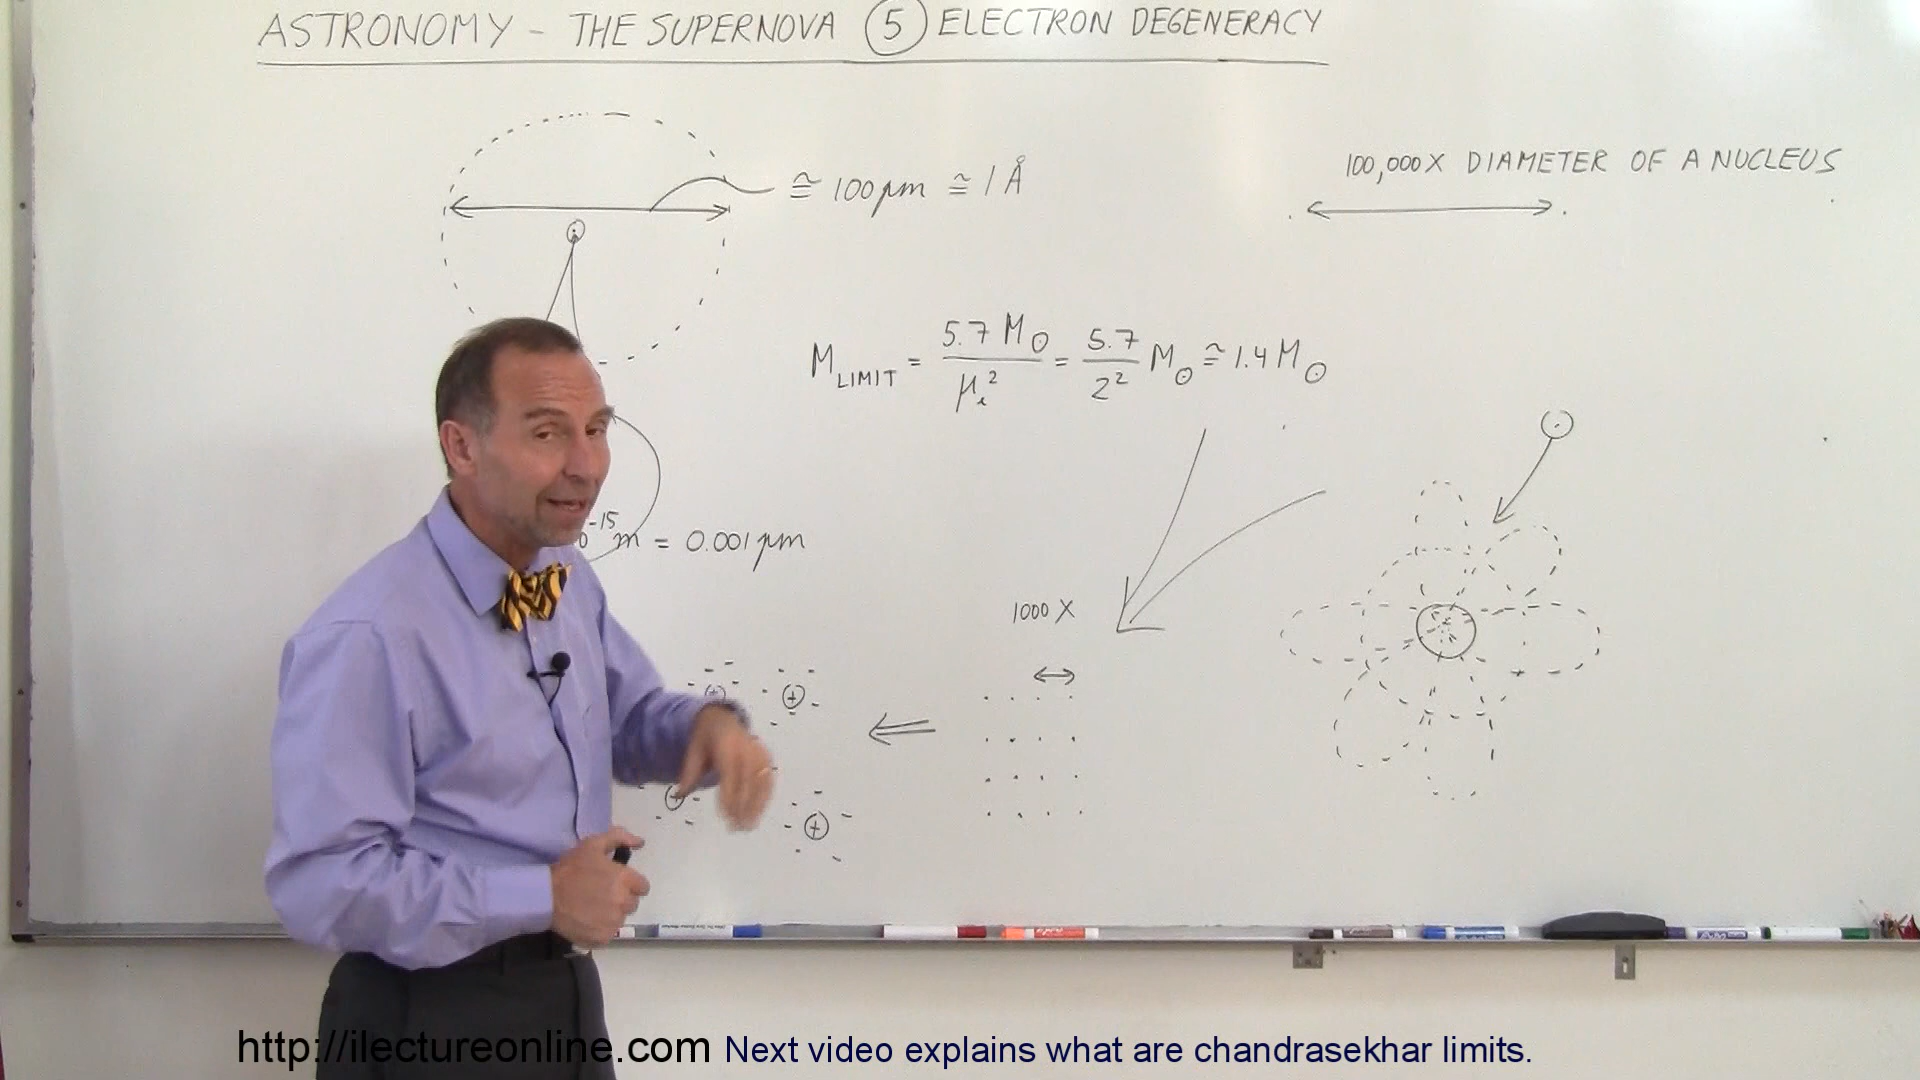 ASTRONOMY - THE SUPERNOVA 5 ELECTRON DEGENERACY
≅ 100 pm ≅ 1 Å
100,000 X DIAMETER OF A NUCLEUS
M_LIMIT = 5.7 M⊙ / μe² = 5.7 / 2² M⊙ ≅ 1.4 M⊙
-15 m = 0.001 pm
1000 X
http://ilectureonline.com Next video explains what are chandrasekhar limits.